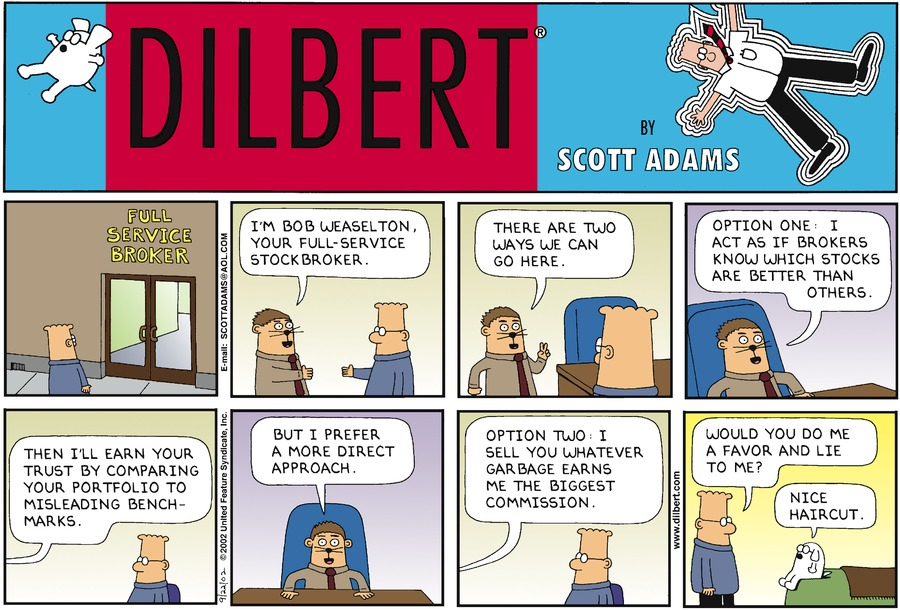 DILBERT®
BY
SCOTT ADAMS
FULL
SERVICE
BROKER
E-mail: SCOTTADAMS@AOL.COM
I'M BOB WEASELTON,
YOUR FULL-SERVICE
STOCKBROKER.
THERE ARE TWO
WAYS WE CAN
GO HERE.
OPTION ONE: I
ACT AS IF BROKERS
KNOW WHICH STOCKS
ARE BETTER THAN
OTHERS.
THEN I'LL EARN YOUR
TRUST BY COMPARING
YOUR PORTFOLIO TO
MISLEADING BENCH-
MARKS.
9/22/02 © 2002 United Feature Syndicate, Inc.
BUT I PREFER
A MORE DIRECT
APPROACH.
OPTION TWO: I
SELL YOU WHATEVER
GARBAGE EARNS
ME THE BIGGEST
COMMISSION.
www.dilbert.com
WOULD YOU DO ME
A FAVOR AND LIE
TO ME?
NICE
HAIRCUT.